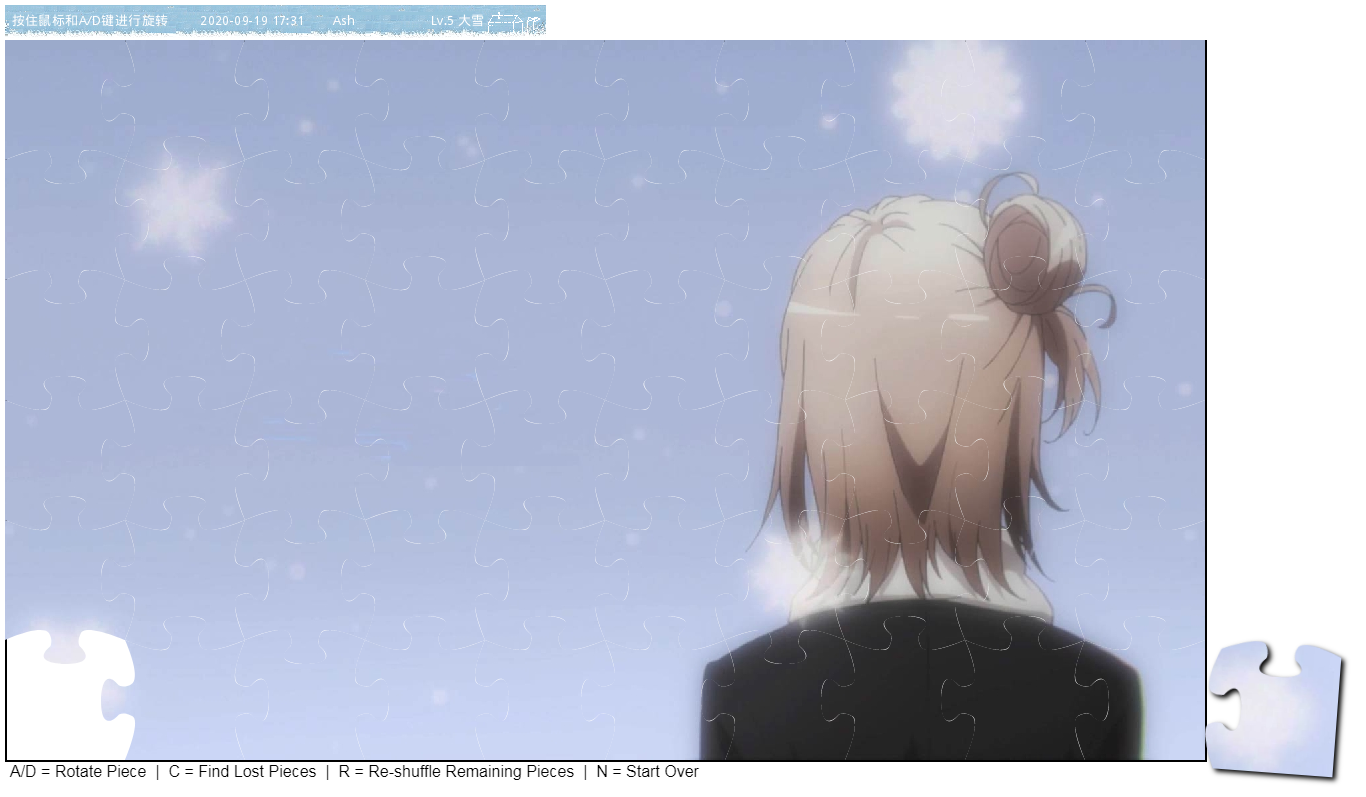 按住鼠标和A/D键进行旋转 2020-09-19 17:31 Ash Lv.5 大雪
A/D = Rotate Piece | C = Find Lost Pieces | R = Re-shuffle Remaining Pieces | N = Start Over